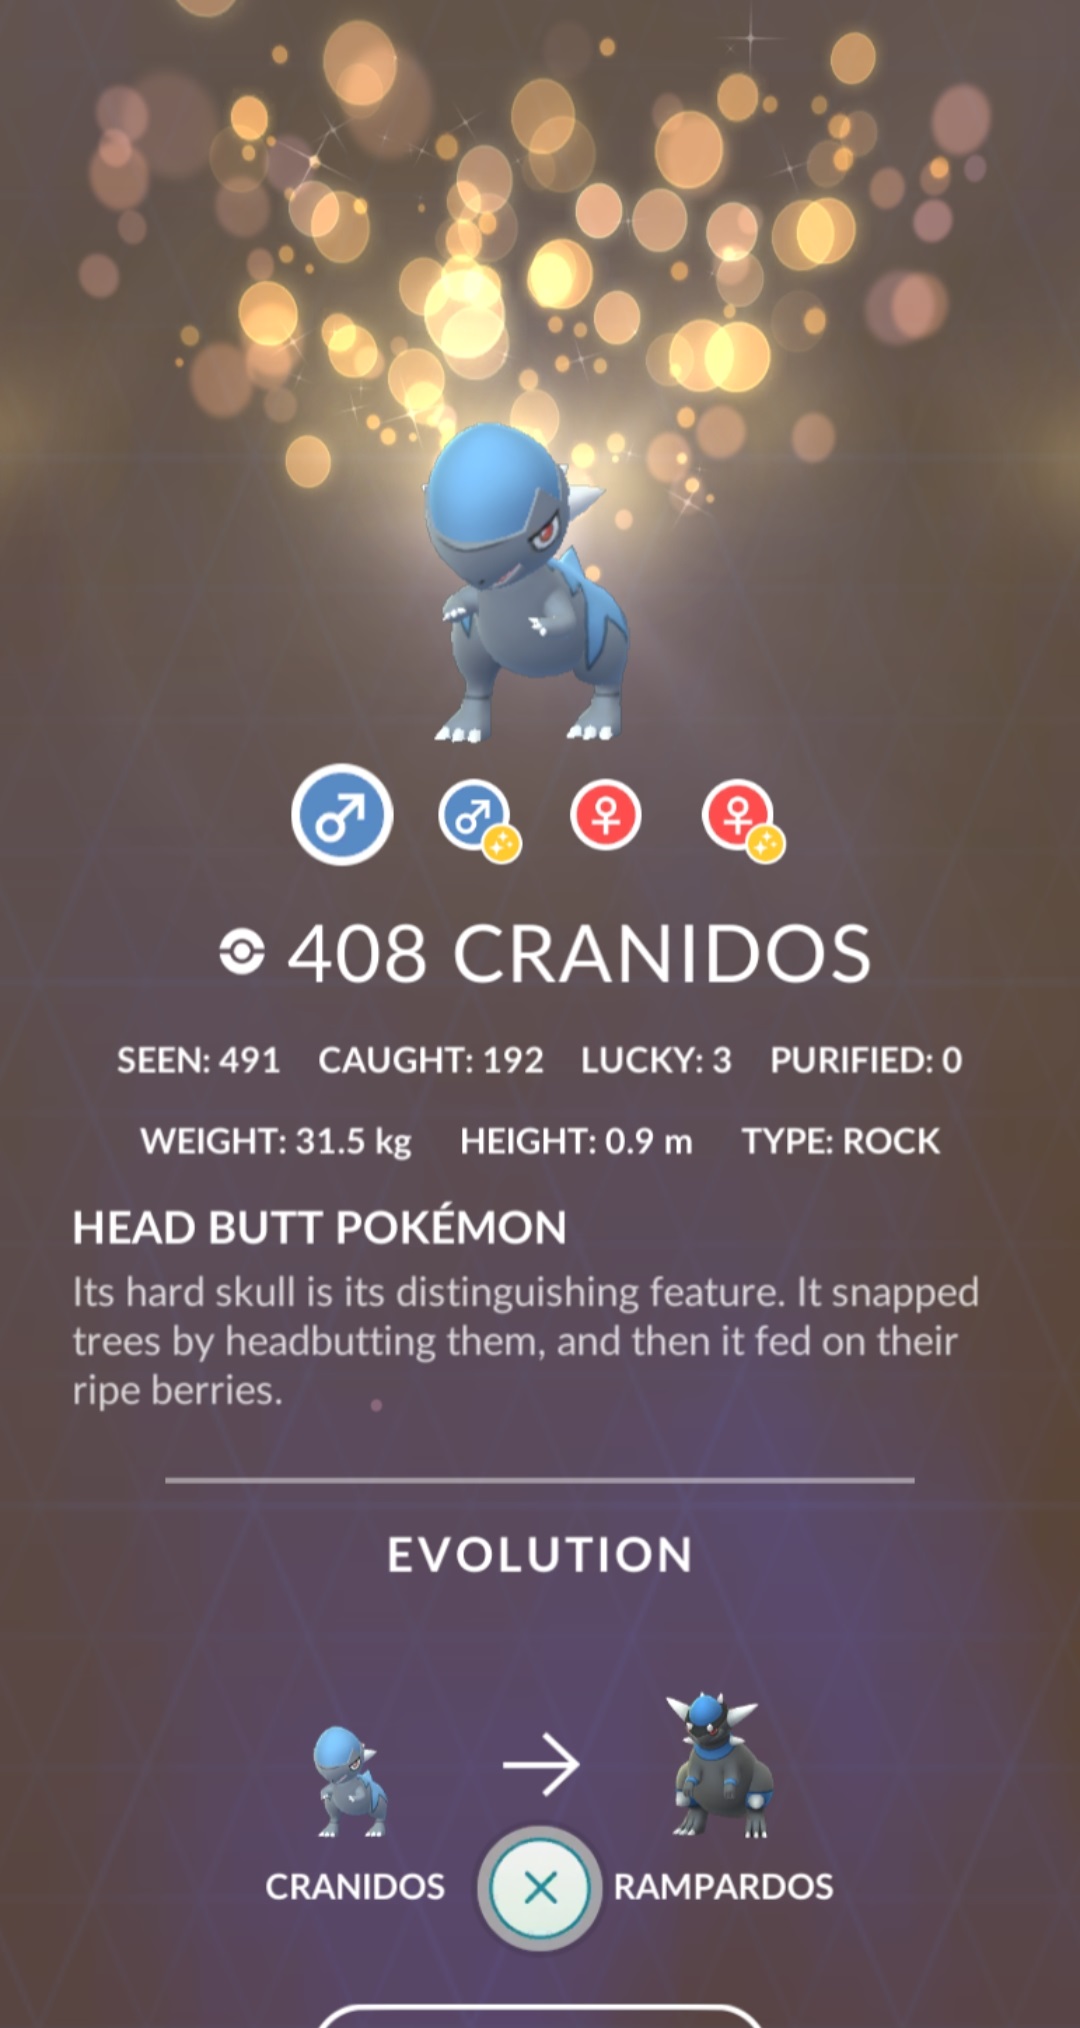 408 CRANIDOS
SEEN: 491 CAUGHT: 192 LUCKY: 3 PURIFIED: 0
WEIGHT: 31.5 kg HEIGHT: 0.9 m TYPE: ROCK
HEAD BUTT POKÉMON
Its hard skull is its distinguishing feature. It snapped
trees by headbutting them, and then it fed on their
ripe berries.
EVOLUTION
CRANIDOS RAMPARDOS